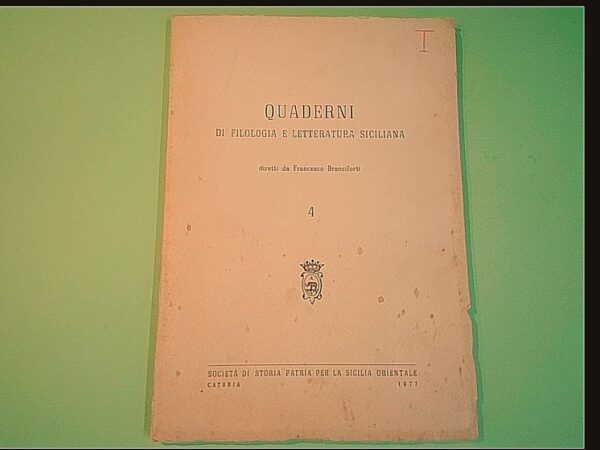 I
QUADERNI
DI FILOLOGIA E LETTERATURA SICILIANA
diretti da Francesco Branciforti
4
SOCIETÀ DI STORIA PATRIA PER LA SICILIA ORIENTALE
CATANIA 1977